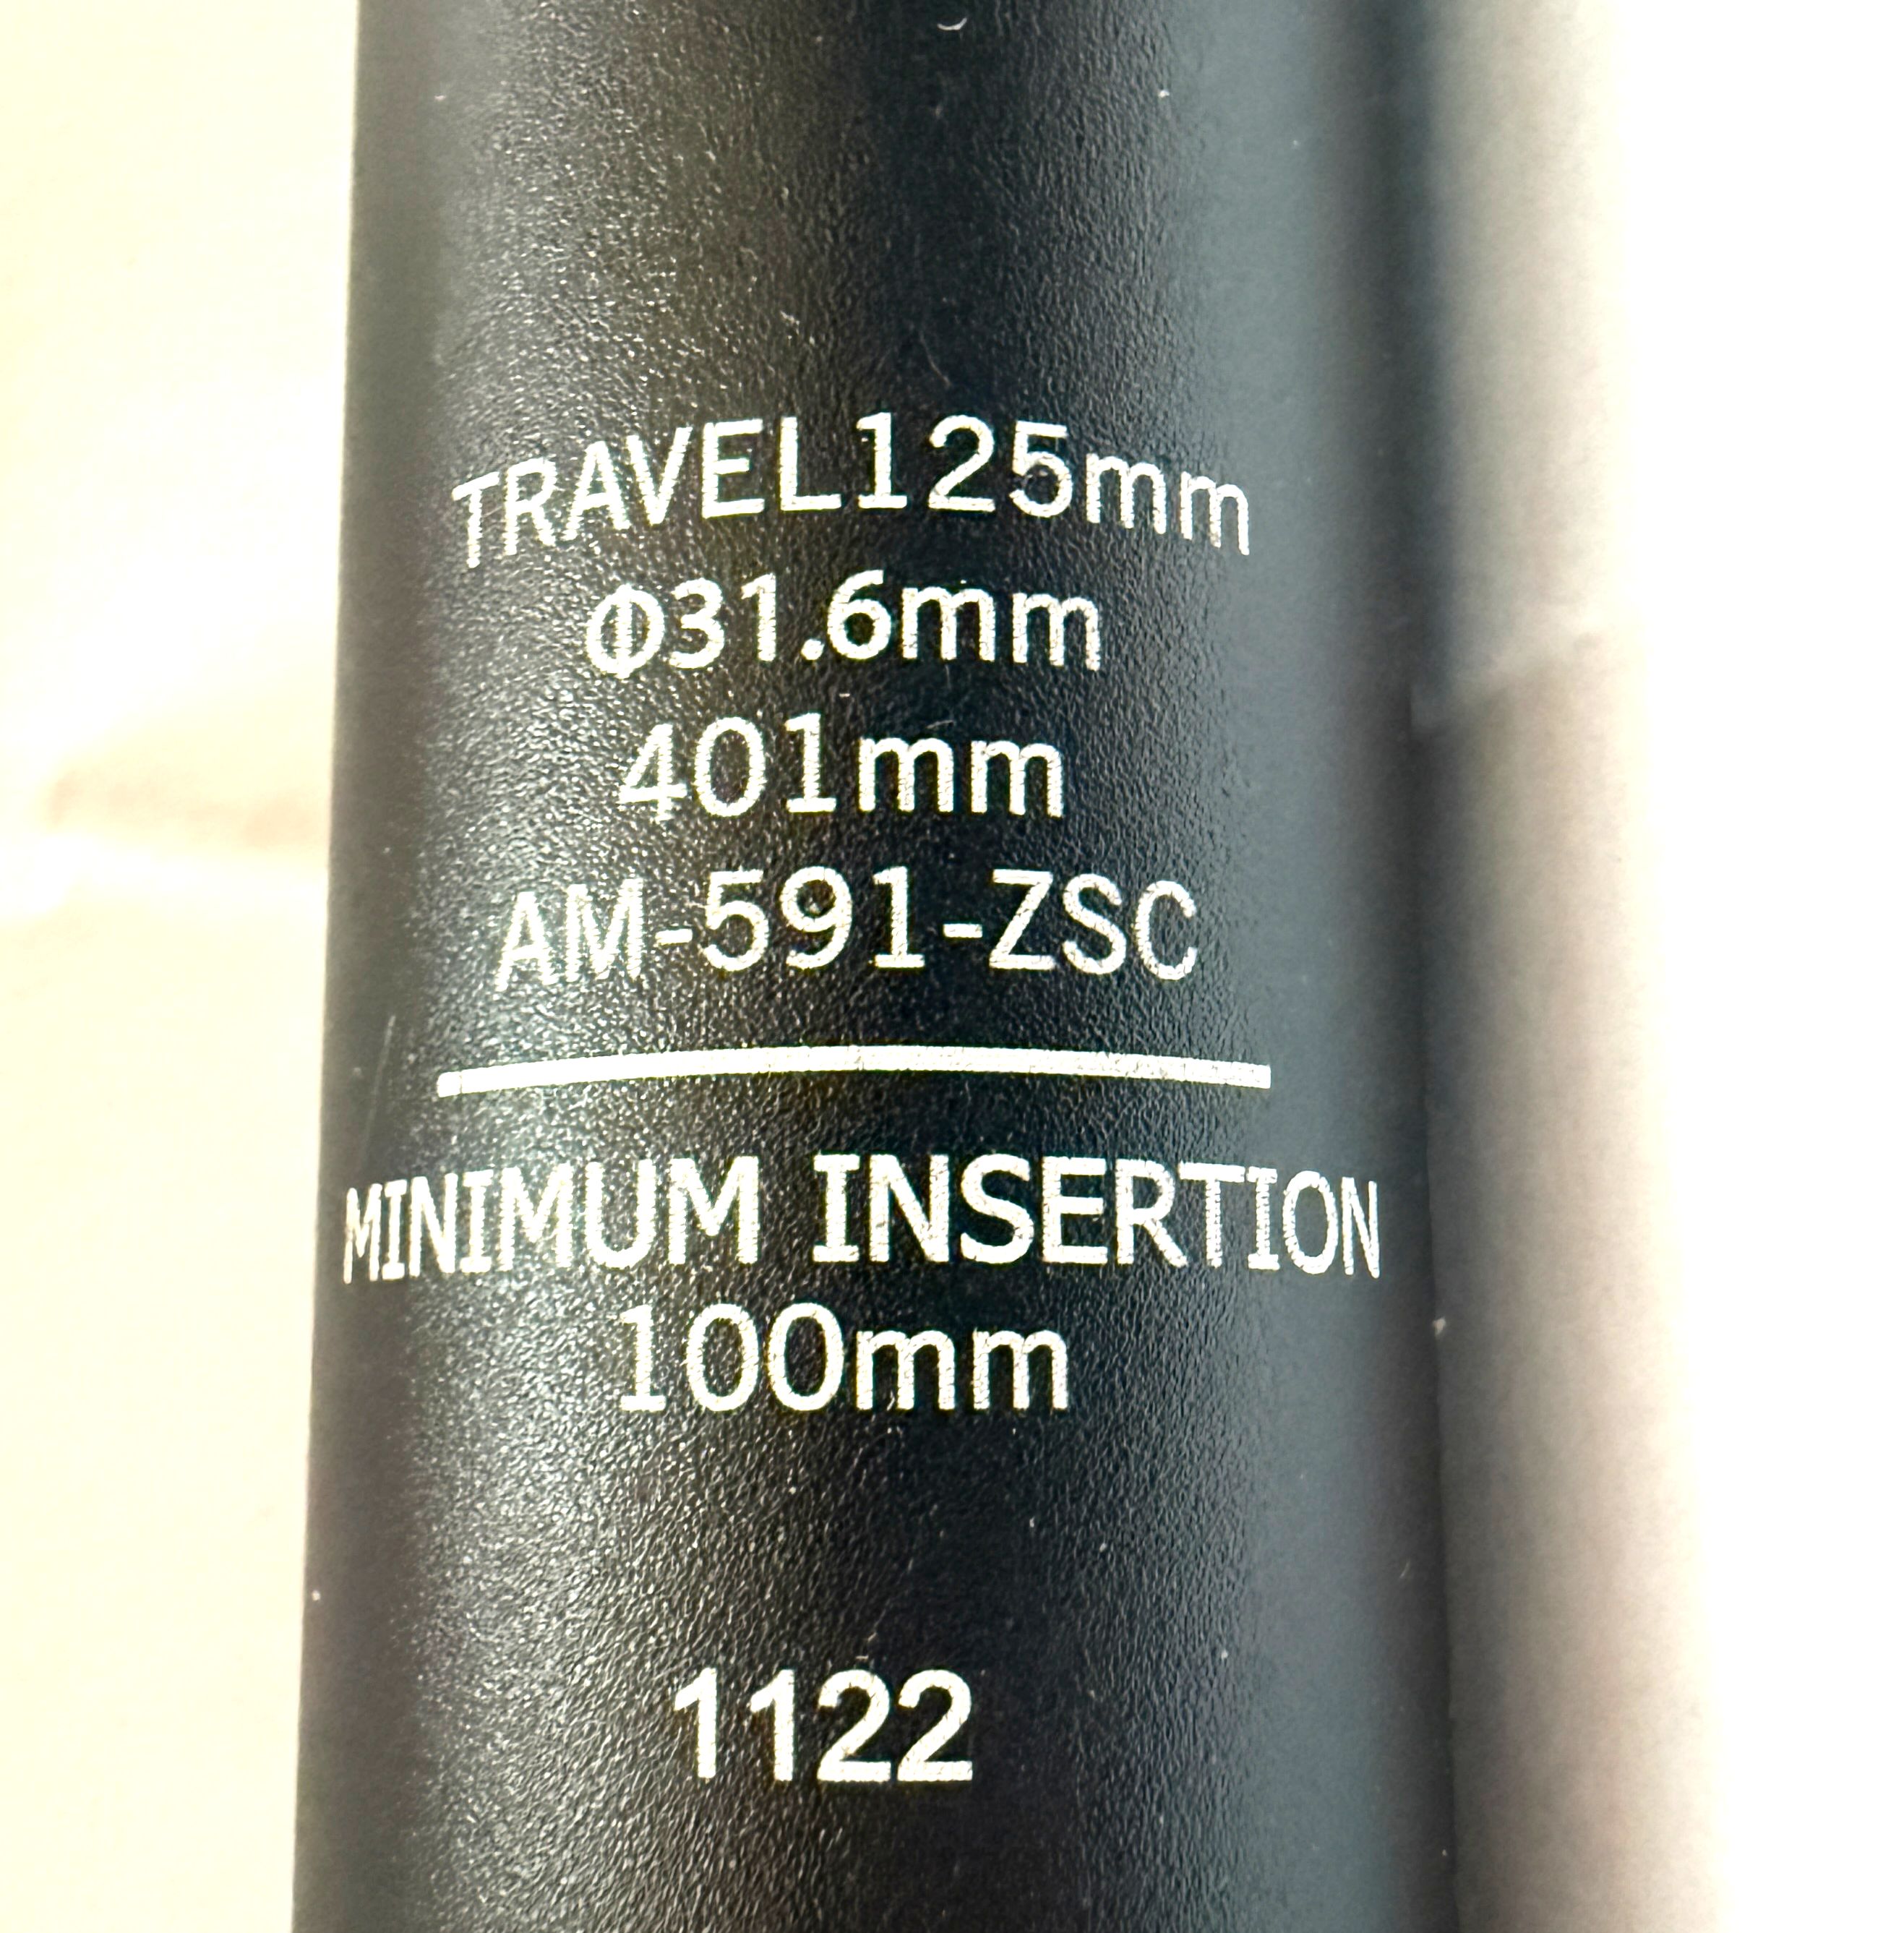 TRAVEL125mm
Φ31.6mm
401mm
AM-591-ZSC
MINIMUM INSERTION
100mm
1122